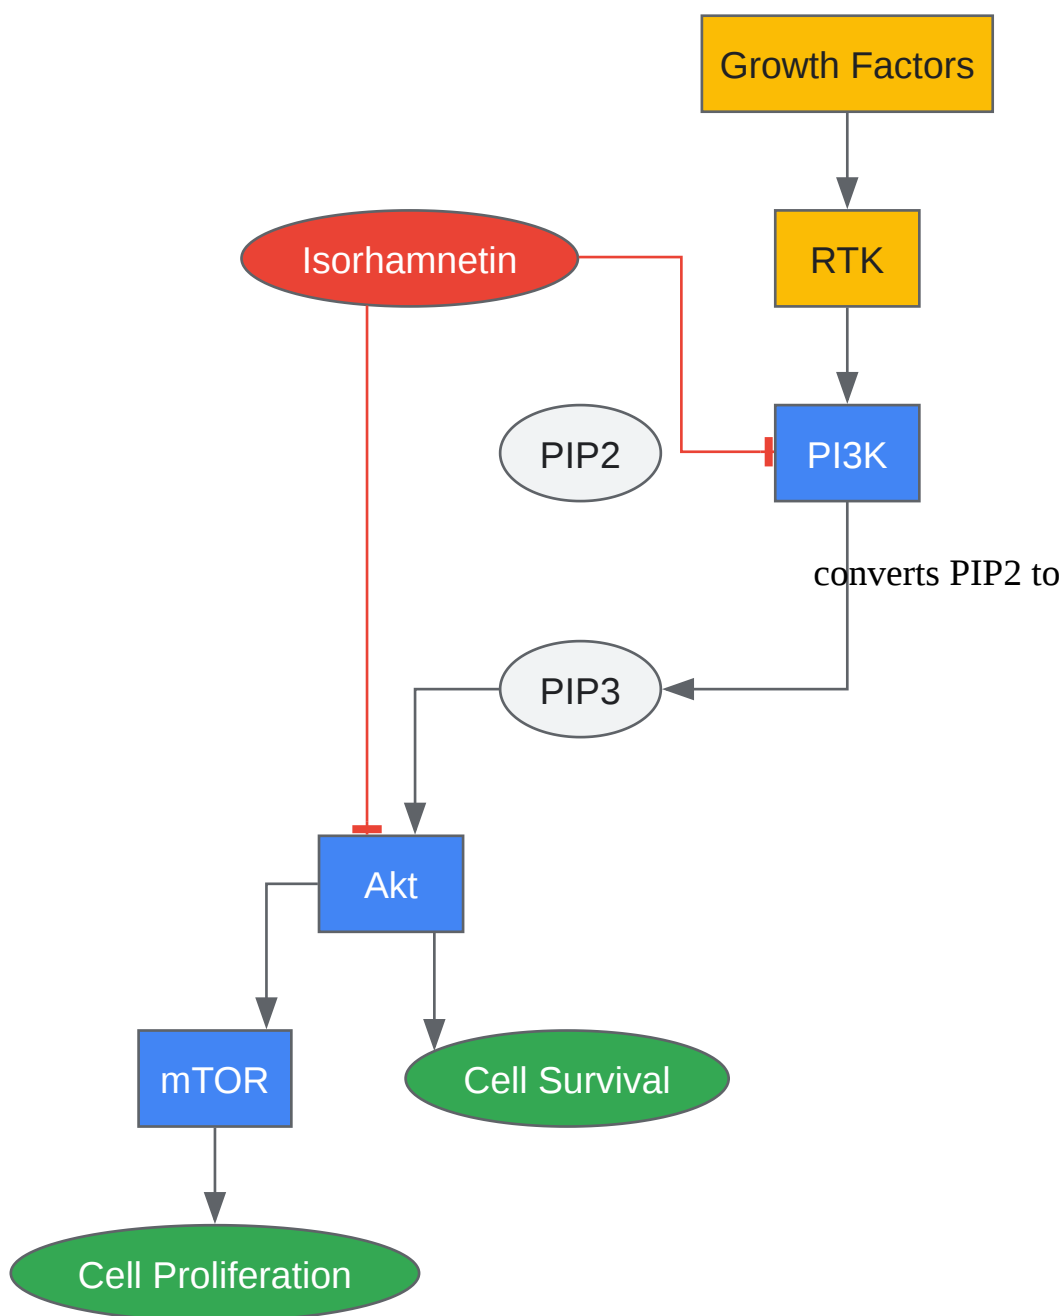 Growth Factors
Isorhamnetin
RTK
PIP2
PI3K
converts PIP2 to
PIP3
Akt
mTOR
Cell Survival
Cell Proliferation